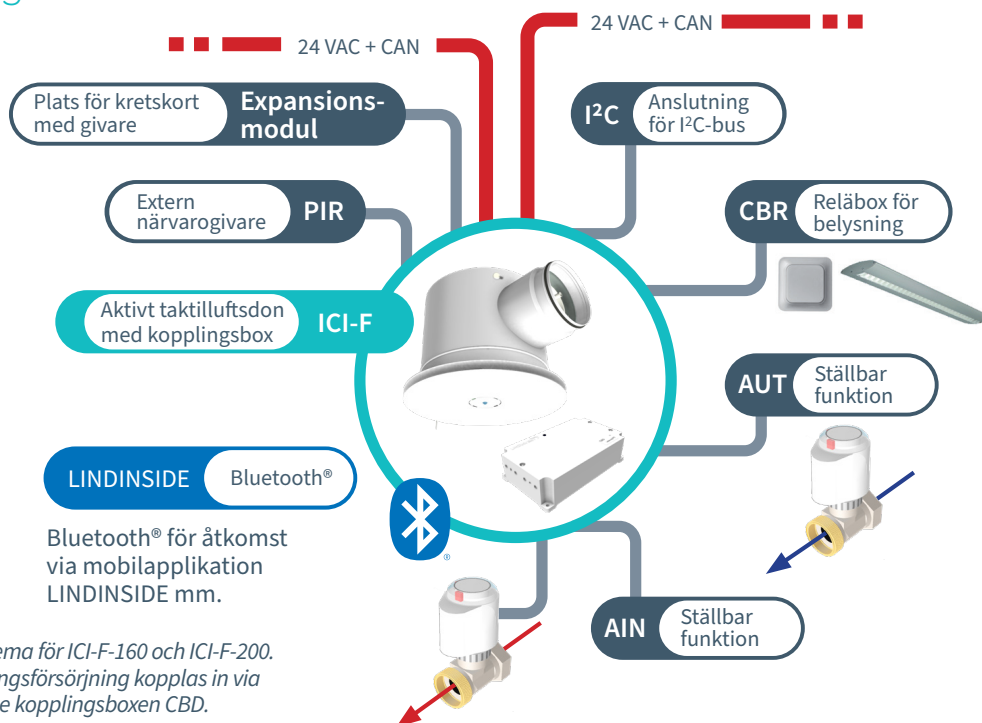 24 VAC + CAN
24 VAC + CAN
Plats för kretskort
med givare
Expansions-
modul
I²C
Anslutning
för I²C-bus
Extern
närvarogivare
PIR
CBR
Reläbox för
belysning
Aktivt taktilluftsdon
med kopplingsbox
ICI-F
AUT
Ställbar
funktion
LINDINSIDE
Bluetooth®
Bluetooth® för åtkomst
via mobilapplikation
LINDINSIDE mm.
®
AIN
Ställbar
funktion
ema för ICI-F-160 och ICI-F-200.
ngsförsörjning kopplas in via
e kopplingsboxen CBD.